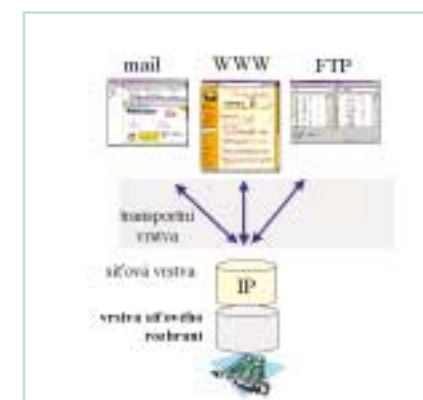 mail WWW FTP
transportní
vrstva
síťová vrstva
IP
vrstva síťového
rozhraní